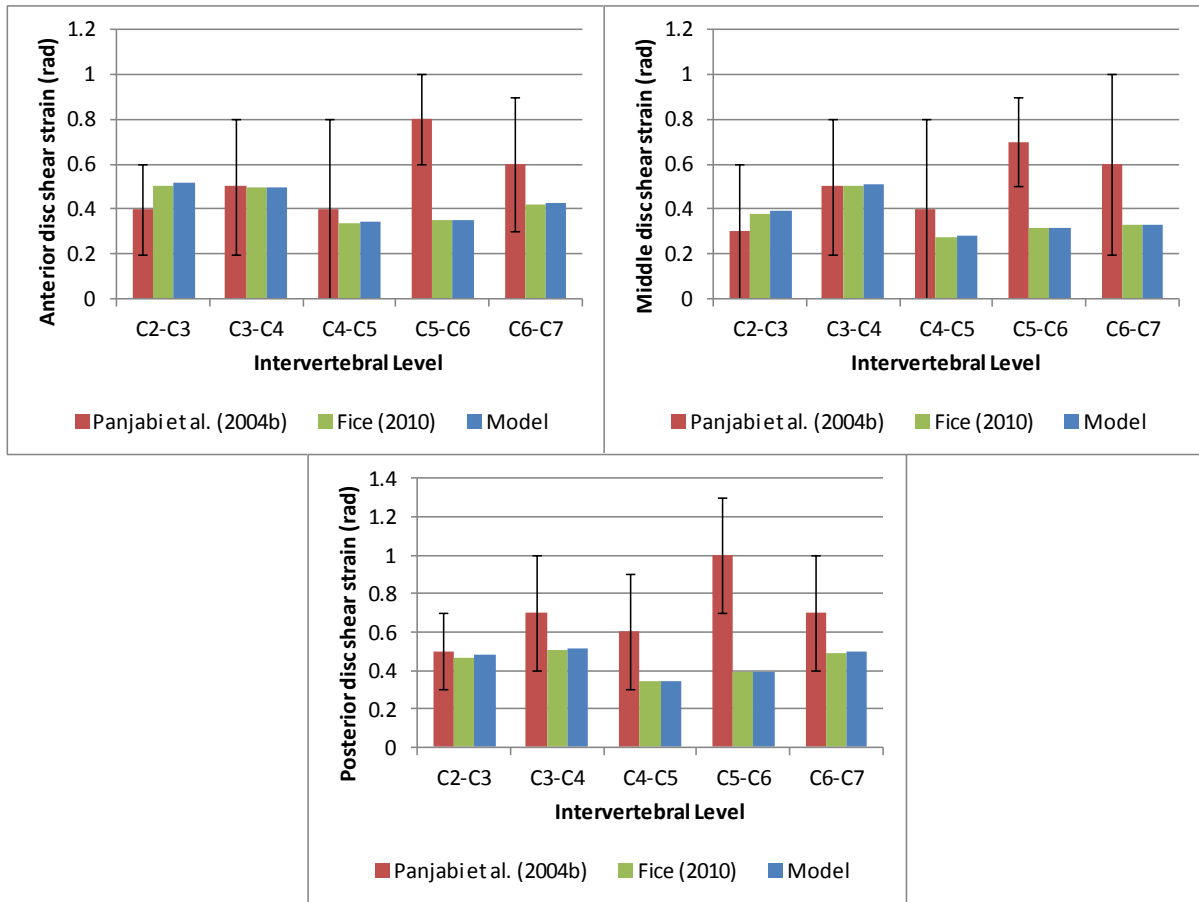 Anterior disc shear strain (rad)
1.2
1
0.8
0.6
0.4
0.2
0
C2-C3 C3-C4 C4-C5 C5-C6 C6-C7
Intervertebral Level
Panjabi et al. (2004b) Fice (2010) Model
Middle disc shear strain (rad)
1.2
1
0.8
0.6
0.4
0.2
0
C2-C3 C3-C4 C4-C5 C5-C6 C6-C7
Intervertebral Level
Panjabi et al. (2004b) Fice (2010) Model
Posterior disc shear strain (rad)
1.4
1.2
1
0.8
0.6
0.4
0.2
0
C2-C3 C3-C4 C4-C5 C5-C6 C6-C7
Intervertebral Level
Panjabi et al. (2004b) Fice (2010) Model